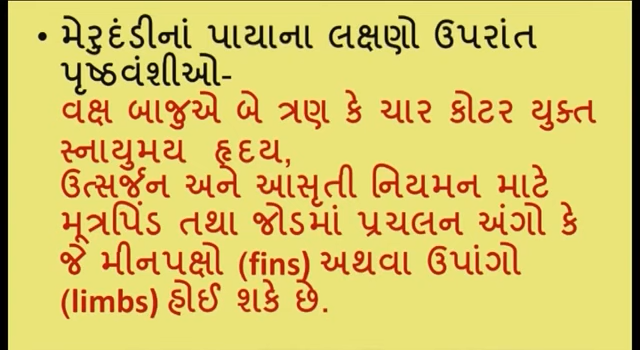 • મેરુદંડીનાં પાયાના લક્ષણો ઉપરાંત
પૃષ્ઠવંશીઓ-
વક્ષ બાજુએ બે ત્રણ કે ચાર કોટર યુક્ત
સ્નાયુમય હૃદય,
ઉત્સર્જન અને આસૃતી નિયમન માટે
મૂત્રપિંડ તથા જોડમાં પ્રચલન અંગો કે
જે મીનપક્ષો (fins) અથવા ઉપાંગો
(limbs) હોઈ શકે છે.